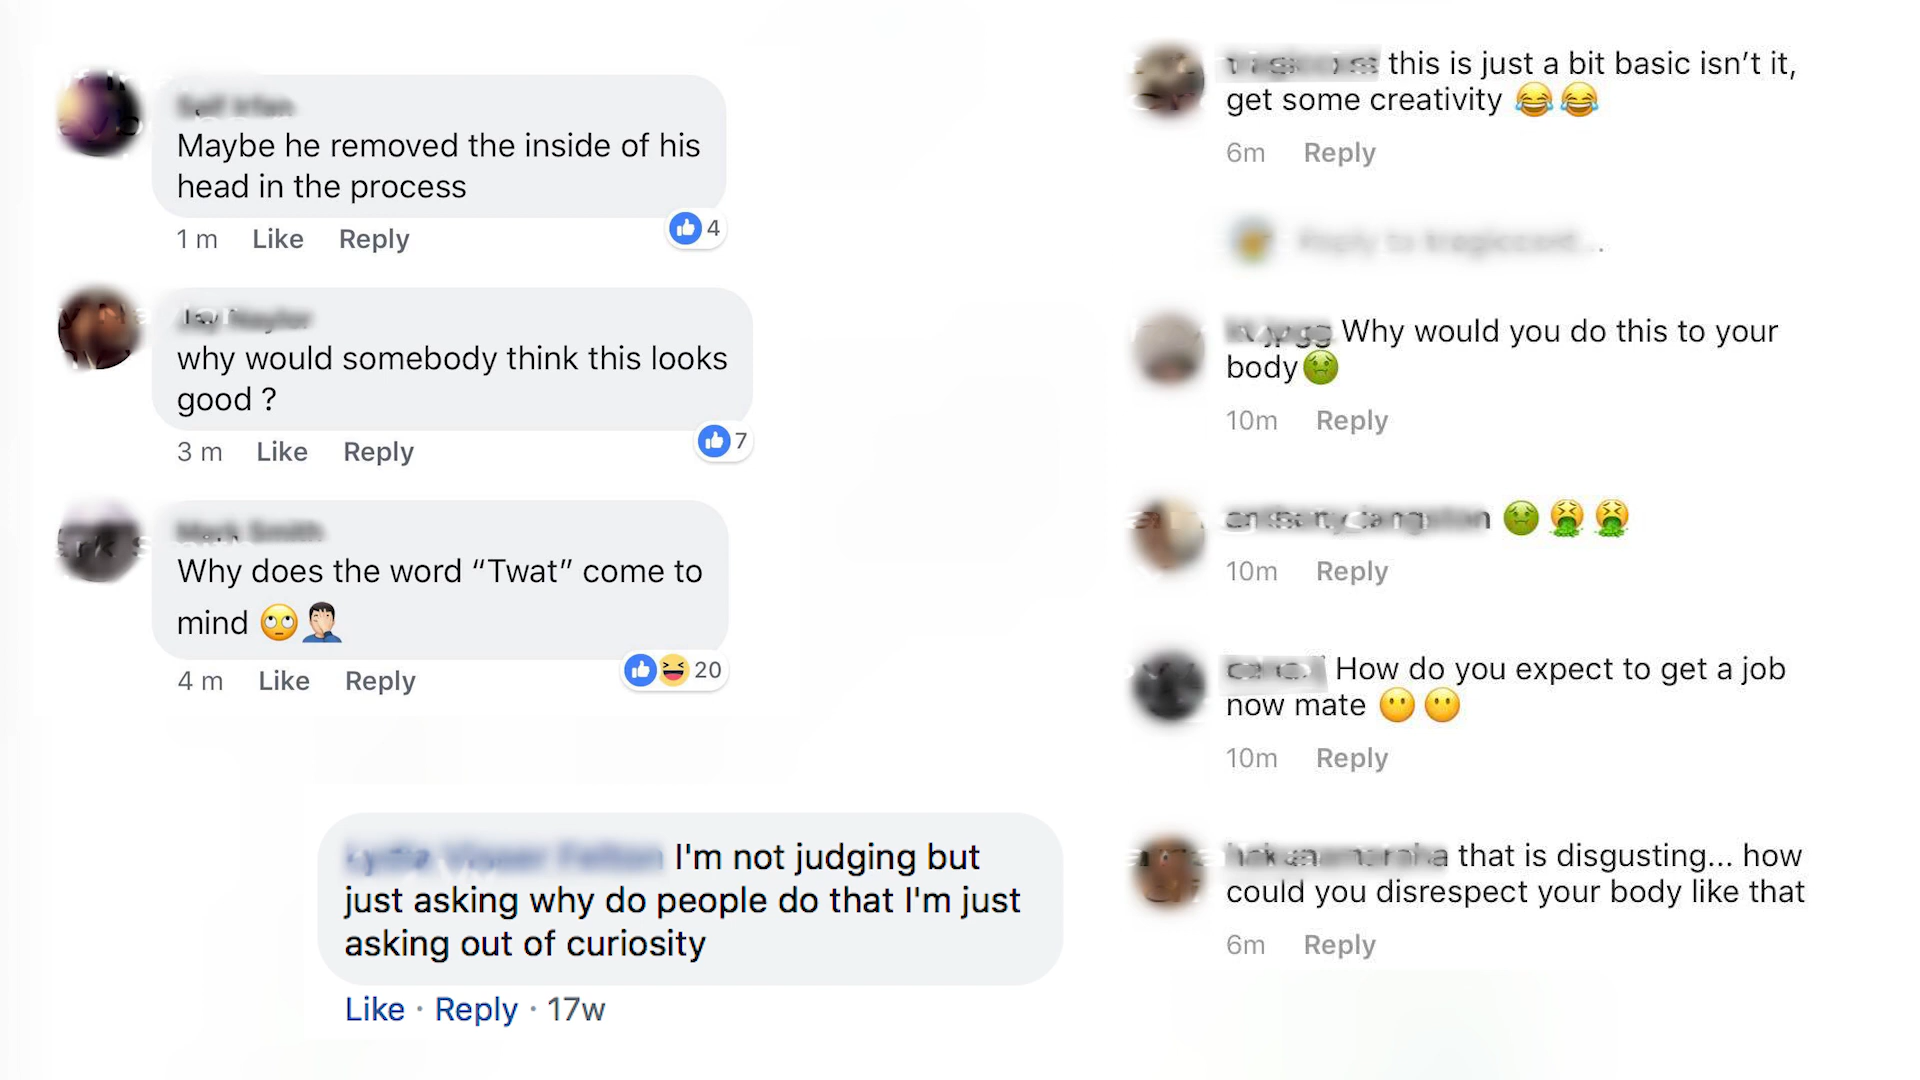 Maybe he removed the inside of his
head in the process
1 m Like Reply
4
why would somebody think this looks
good ?
3 m Like Reply
7
Why does the word “Twat” come to
mind 🙄🤦🏻‍♂️
4 m Like Reply
20
I'm not judging but
just asking why do people do that I'm just
asking out of curiosity
Like · Reply · 17w
this is just a bit basic isn’t it,
get some creativity 😂😂
6m Reply
Why would you do this to your
body🤢
10m Reply
🤢🤮🤮
10m Reply
How do you expect to get a job
now mate 😶😶
10m Reply
that is disgusting... how
could you disrespect your body like that
6m Reply